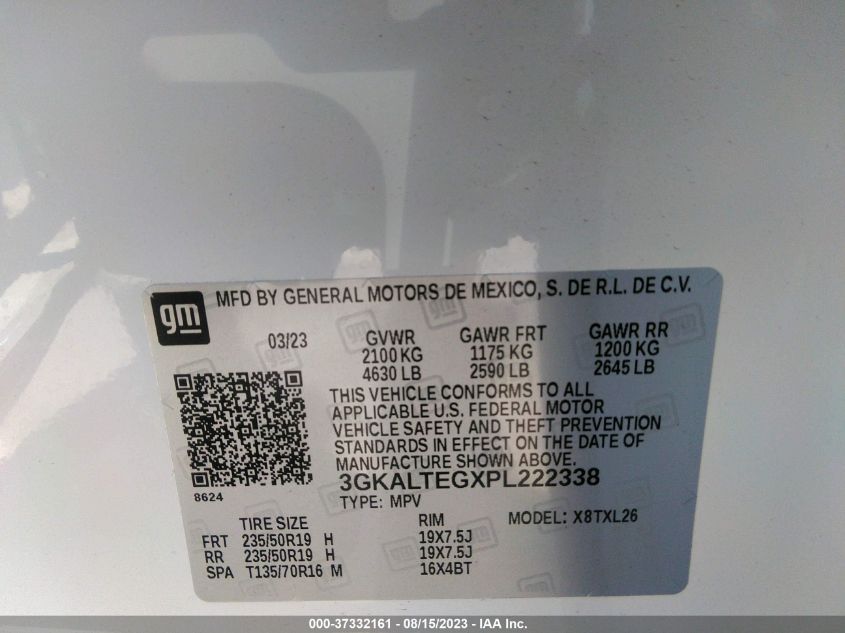 gm
MFD BY GENERAL MOTORS DE MEXICO, S. DE R.L. DE C.V.
03/23 GVWR GAWR FRT GAWR RR
2100 KG 1175 KG 1200 KG
4630 LB 2590 LB 2645 LB
THIS VEHICLE CONFORMS TO ALL
APPLICABLE U.S. FEDERAL MOTOR
VEHICLE SAFETY AND THEFT PREVENTION
STANDARDS IN EFFECT ON THE DATE OF
MANUFACTURE SHOWN ABOVE.
3GKALTEGXPL222338
8624
TYPE: MPV
TIRE SIZE RIM MODEL: X8TXL26
FRT 235/50R19 H 19X7.5J
RR 235/50R19 H 19X7.5J
SPA T135/70R16 M 16X4BT
000-37332161 - 08/15/2023 - IAA Inc.